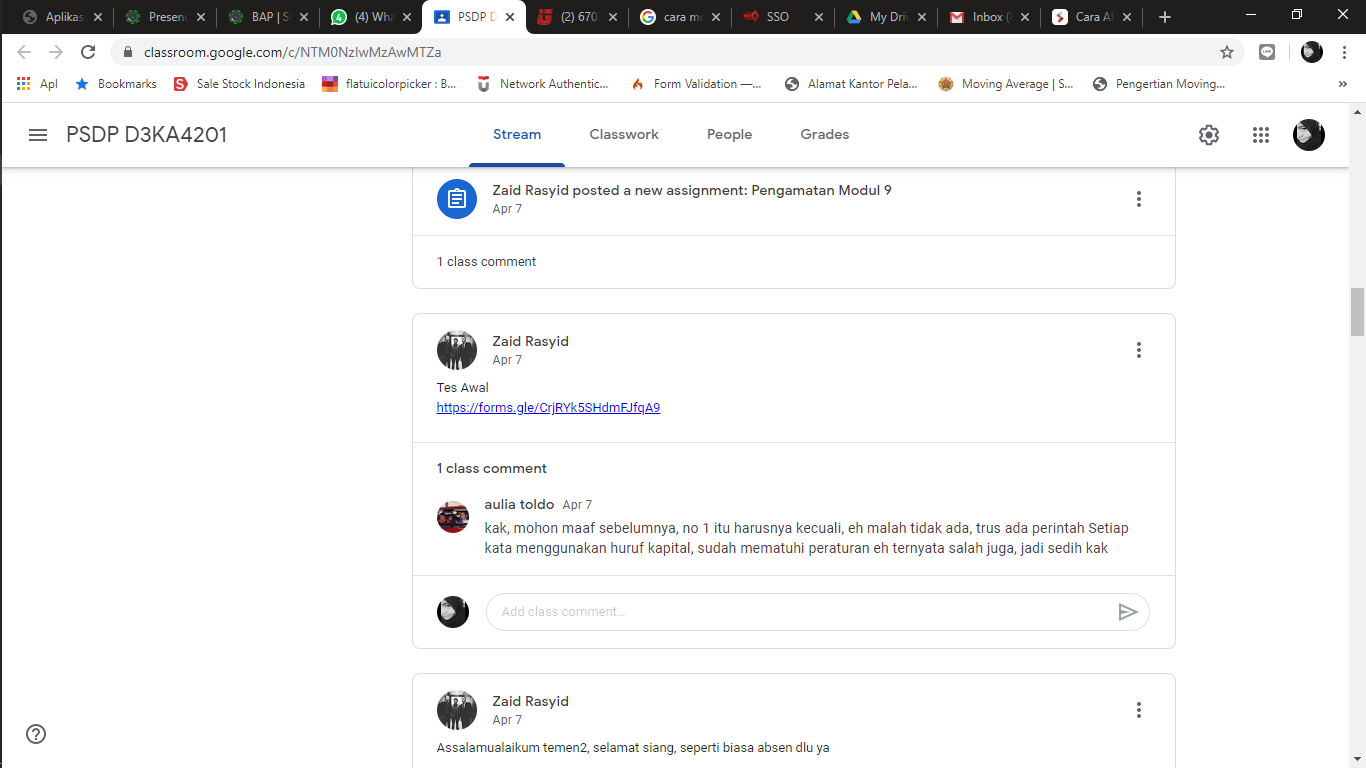 Aplikas
Presenc
BAP | S
(4) Wha
PSDP D
(2) 670
cara me
SSO
My Driv
Inbox (
Cara Al
classroom.google.com/c/NTM0NzIwMzAwMTZa
Apl
Bookmarks
Sale Stock Indonesia
flatuicolorpicker : B...
Network Authentic...
Form Validation —...
Alamat Kantor Pela...
Moving Average | S...
Pengertian Moving...
PSDP D3KA4201
Stream
Classwork
People
Grades
Zaid Rasyid posted a new assignment: Pengamatan Modul 9
Apr 7
1 class comment
Zaid Rasyid
Apr 7
Tes Awal
https://forms.gle/CrjRYk5SHdmFJfqA9
1 class comment
aulia toldo Apr 7
kak, mohon maaf sebelumnya, no 1 itu harusnya kecuali, eh malah tidak ada, trus ada perintah Setiap
kata menggunakan huruf kapital, sudah mematuhi peraturan eh ternyata salah juga, jadi sedih kak
Add class comment...
Zaid Rasyid
Apr 7
Assalamualaikum temen2, selamat siang, seperti biasa absen dlu ya